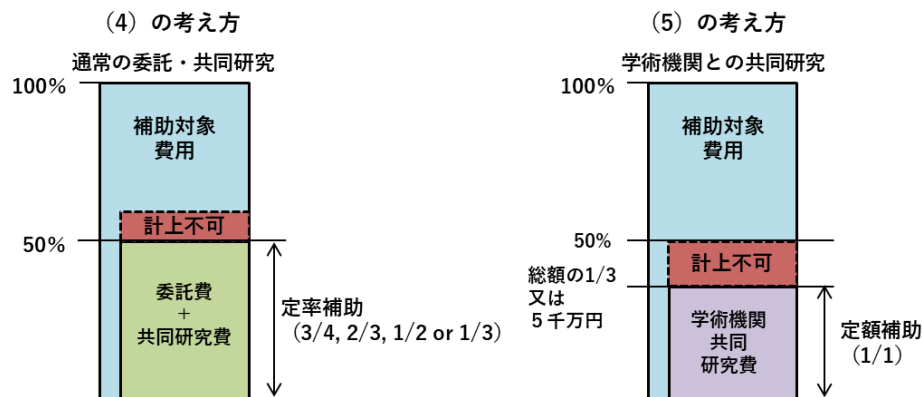 （4）の考え方
通常の委託・共同研究
100%
補助対象
費用
計上不可
50%
委託費
+
共同研究費
定率補助
（3/4, 2/3, 1/2 or 1/3）
（5）の考え方
学術機関との共同研究
100%
補助対象
費用
50%
計上不可
総額の1/3
又は
５千万円
学術機関
共同
研究費
定額補助
（1/1）